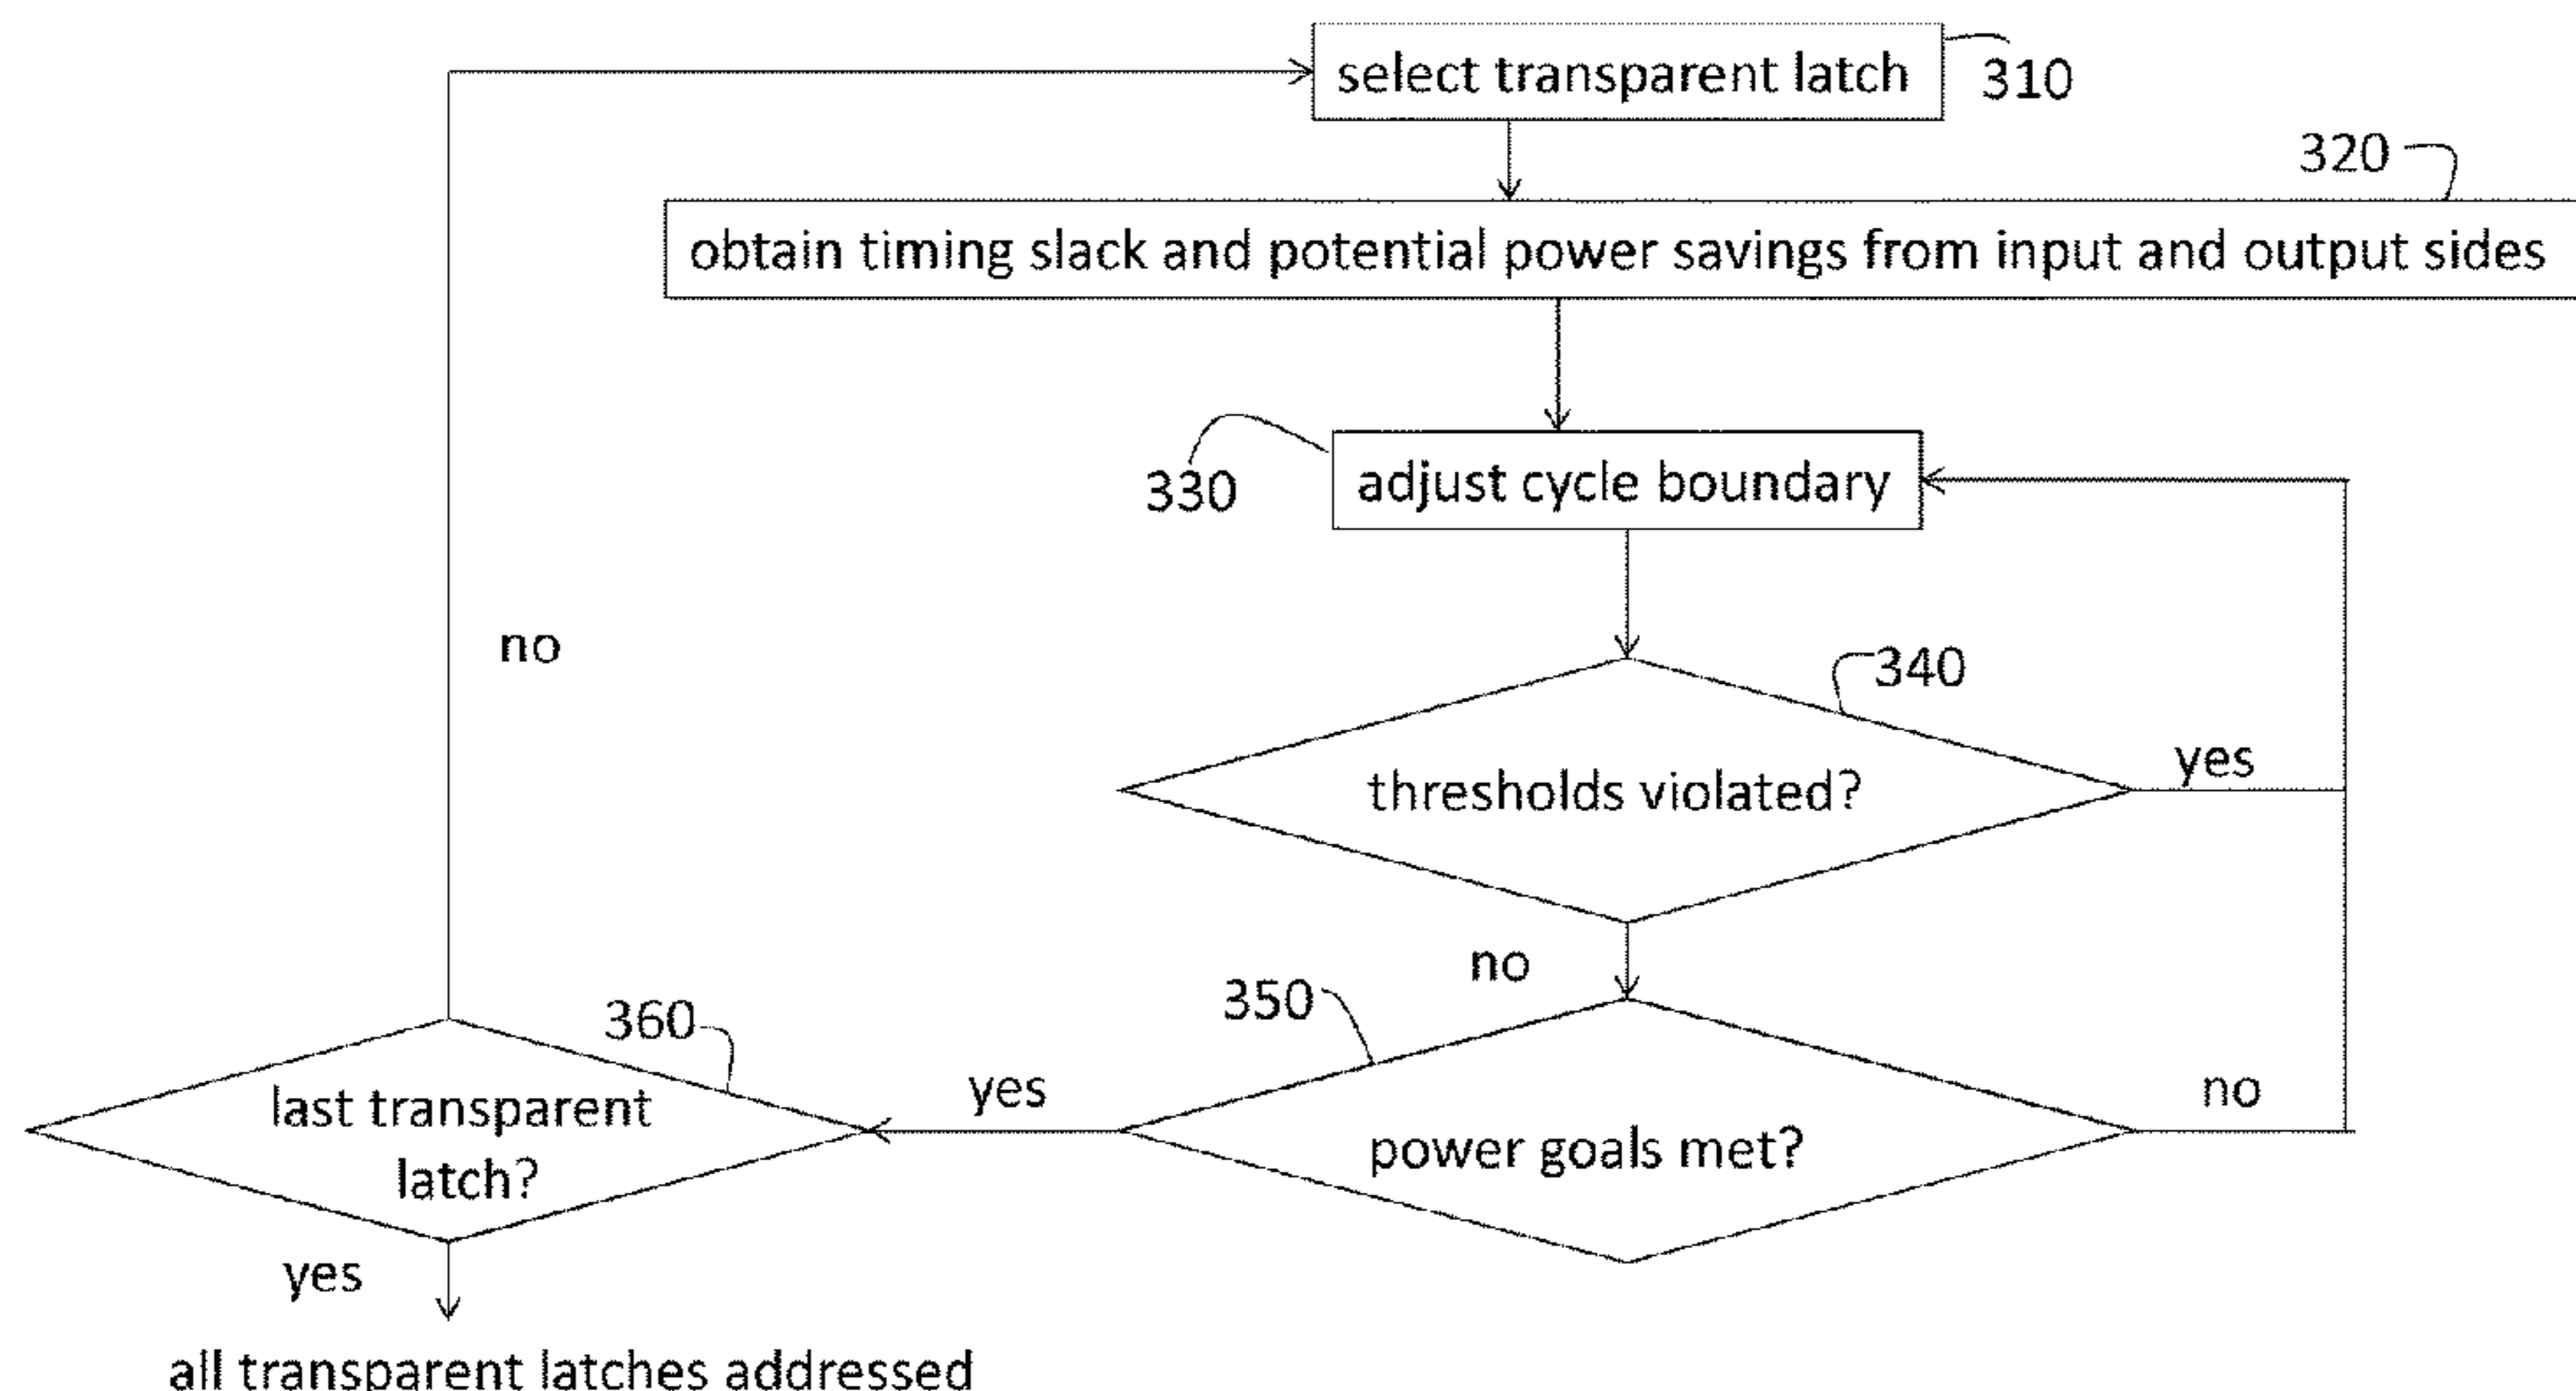 select transparent latch
310
320
obtain timing slack and potential power savings from input and output sides
330
adjust cycle boundary
no
340
thresholds violated?
yes
no
350
360
last transparent
latch?
yes
power goals met?
no
yes
all transparent latches addressed